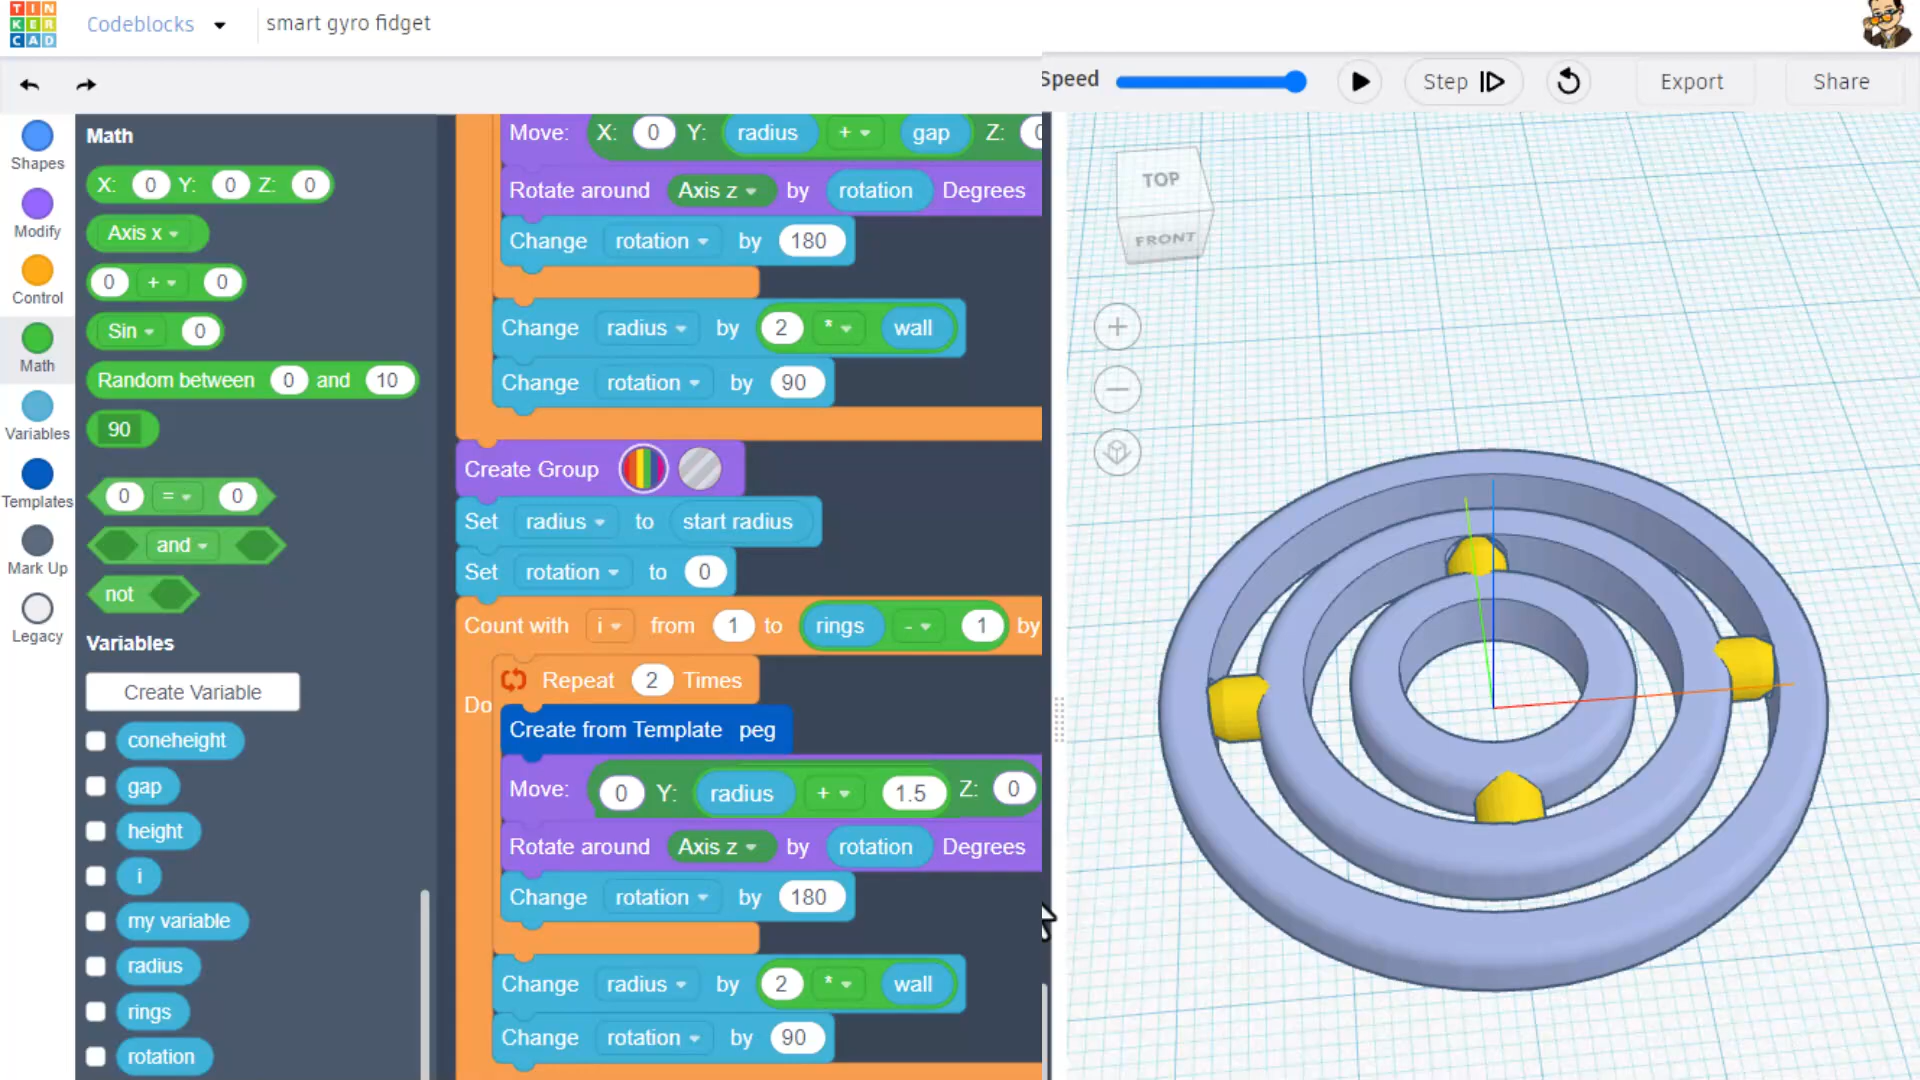 TIN
KER
CAD
Codeblocks
smart gyro fidget
Speed
Step
Export
Share
Shapes
Modify
Control
Math
Variables
Templates
Mark Up
Legacy
Math
X: 0 Y: 0 Z: 0
Axis x
0 + 0
Sin 0
Random between 0 and 10
90
0 = 0
and
not
Variables
Create Variable
coneheight
gap
height
i
my variable
radius
rings
rotation
Move: X: 0 Y: radius + gap Z:
Rotate around Axis z by rotation Degrees
Change rotation by 180
Change radius by 2 * wall
Change rotation by 90
Create Group
Set radius to start radius
Set rotation to 0
Count with i from 1 to rings - 1 by
Repeat 2 Times
Do
Create from Template peg
Move: 0 Y: radius + 1.5 Z: 0
Rotate around Axis z by rotation Degrees
Change rotation by 180
Change radius by 2 * wall
Change rotation by 90
TOP
FRONT